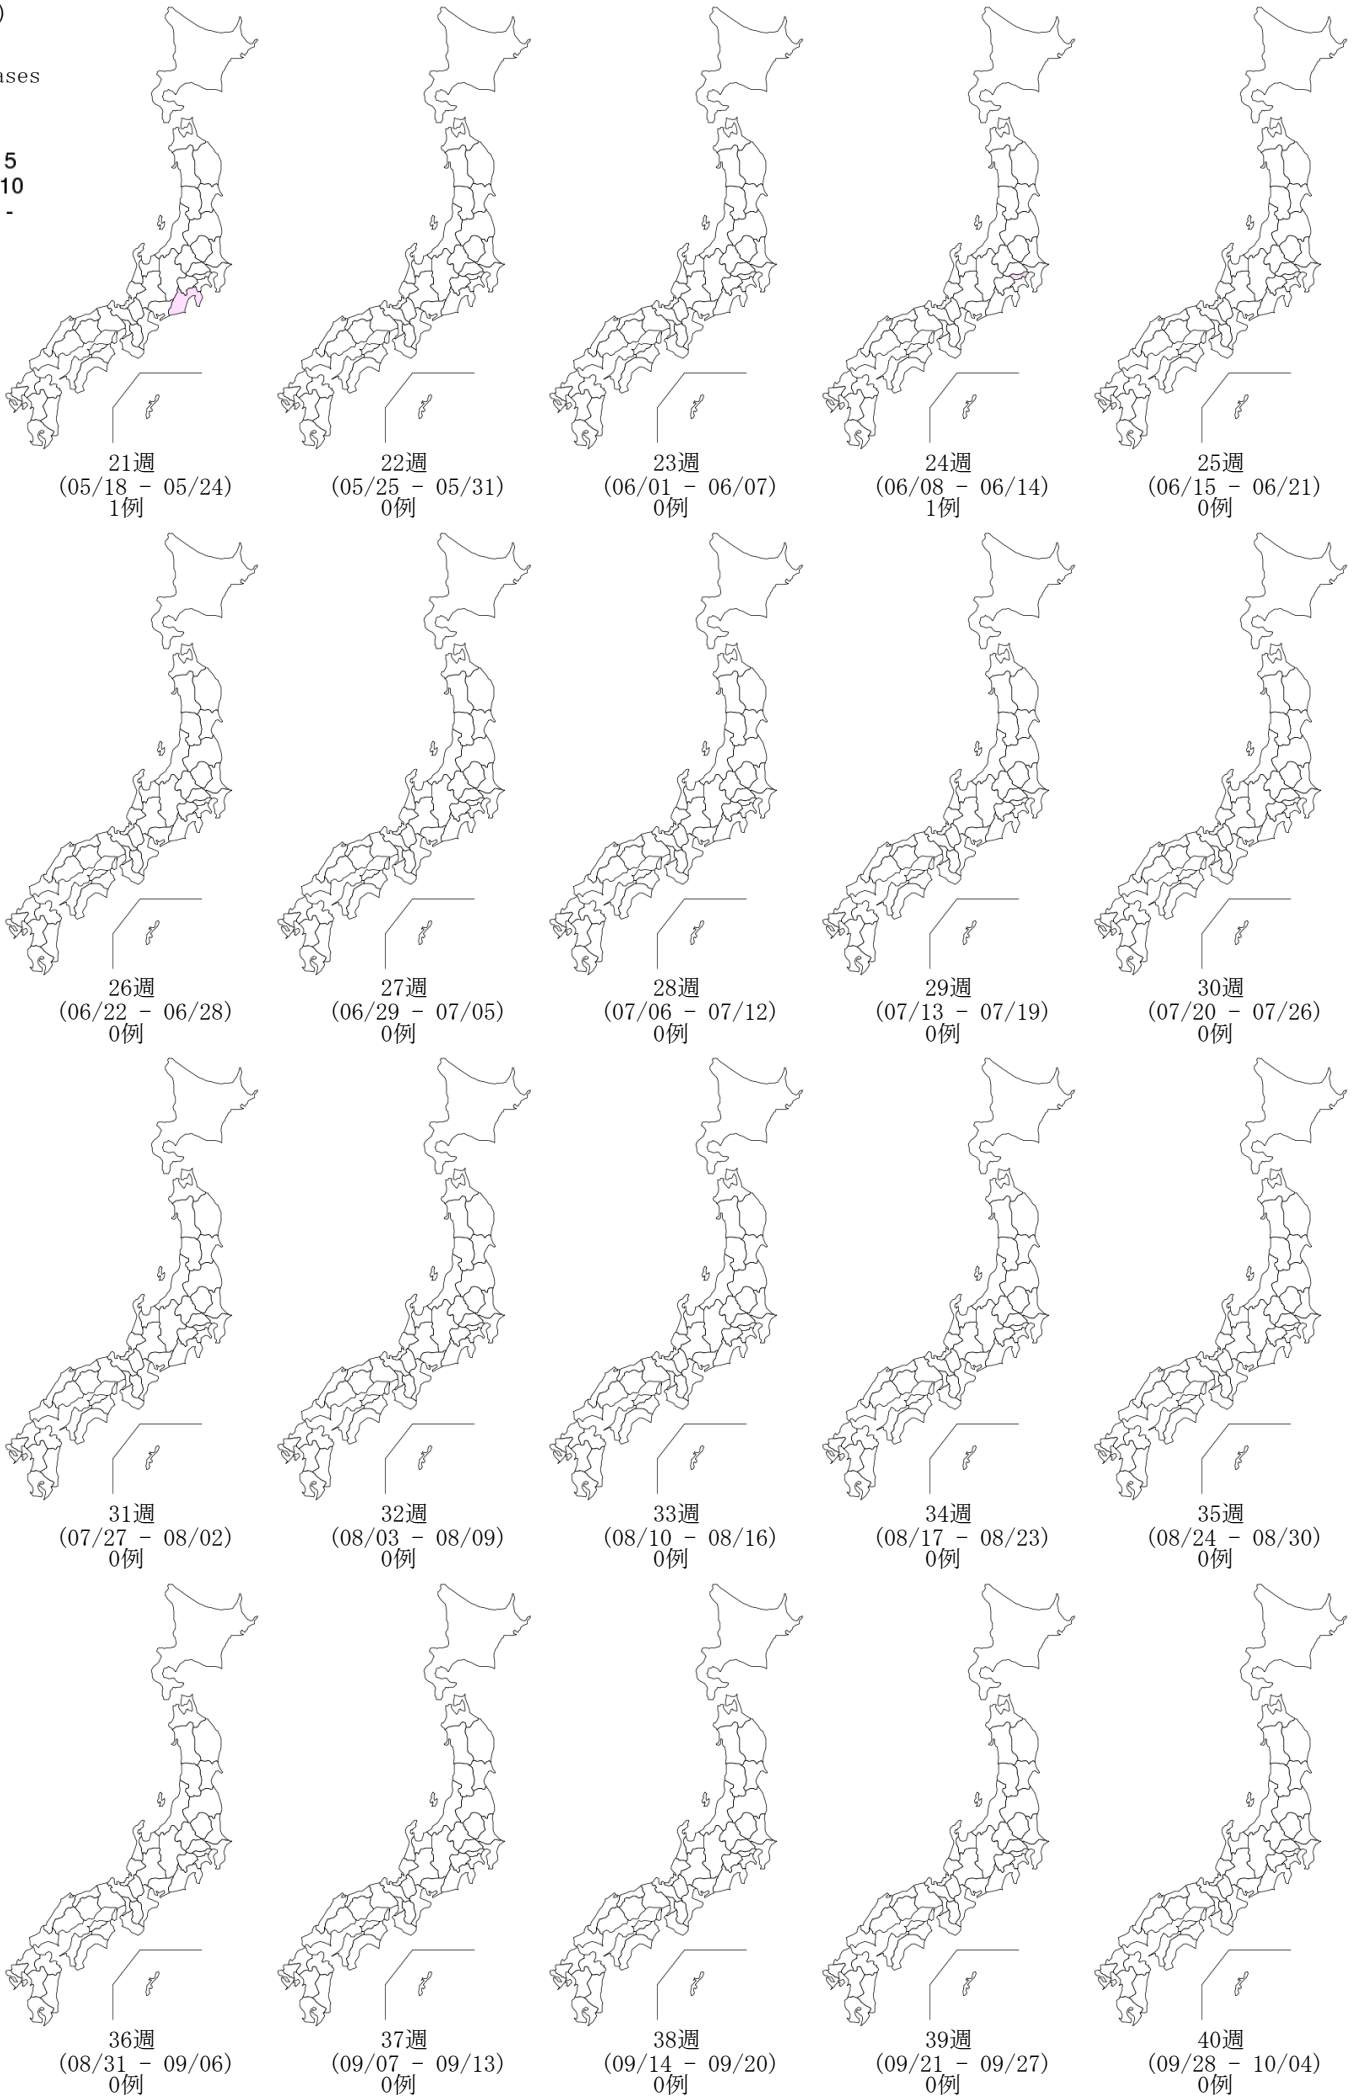 )
ases
5
10
-
21週
(05/18 - 05/24)
1例
22週
(05/25 - 05/31)
0例
23週
(06/01 - 06/07)
0例
24週
(06/08 - 06/14)
1例
25週
(06/15 - 06/21)
0例
26週
(06/22 - 06/28)
0例
27週
(06/29 - 07/05)
0例
28週
(07/06 - 07/12)
0例
29週
(07/13 - 07/19)
0例
30週
(07/20 - 07/26)
0例
31週
(07/27 - 08/02)
0例
32週
(08/03 - 08/09)
0例
33週
(08/10 - 08/16)
0例
34週
(08/17 - 08/23)
0例
35週
(08/24 - 08/30)
0例
36週
(08/31 - 09/06)
0例
37週
(09/07 - 09/13)
0例
38週
(09/14 - 09/20)
0例
39週
(09/21 - 09/27)
0例
40週
(09/28 - 10/04)
0例